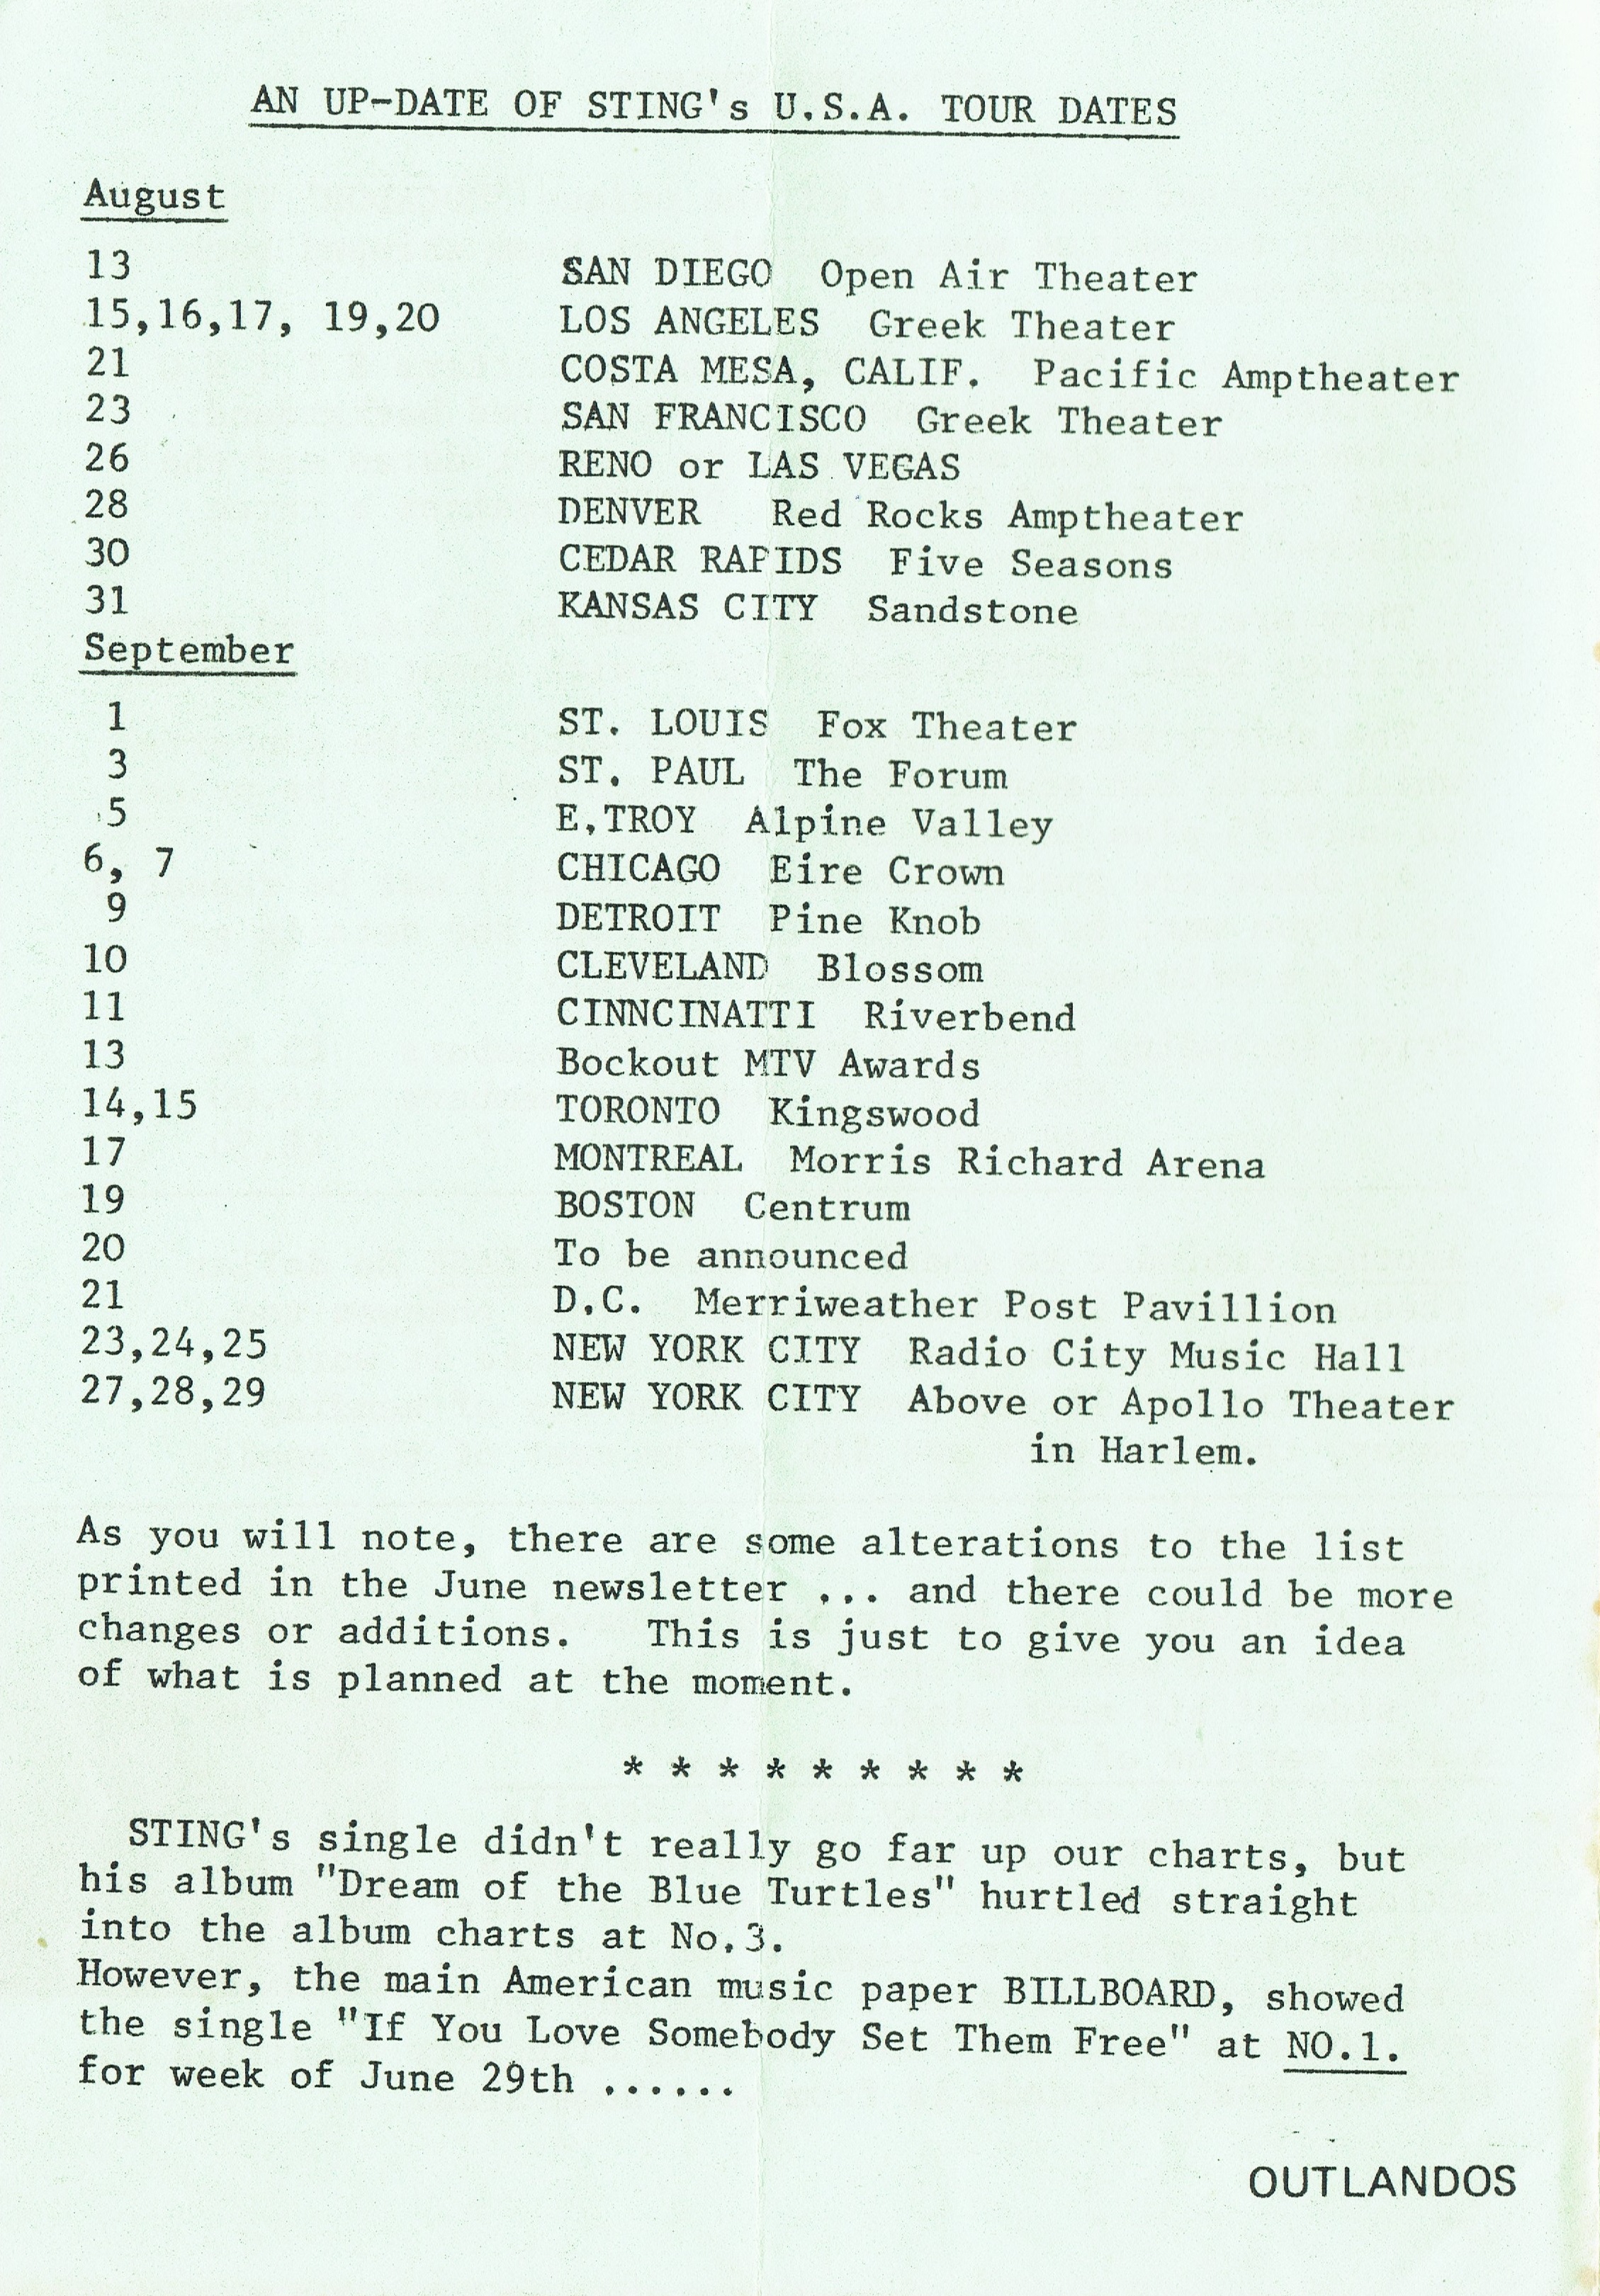 AN UP-DATE OF STING's U.S.A. TOUR DATES
August
13 SAN DIEGO Open Air Theater
15,16,17, 19,20 LOS ANGELES Greek Theater
21 COSTA MESA, CALIF. Pacific Amptheater
23 SAN FRANCISCO Greek Theater
26 RENO or LAS VEGAS
28 DENVER Red Rocks Amptheater
30 CEDAR RAPIDS Five Seasons
31 KANSAS CITY Sandstone
September
1 ST. LOUIS Fox Theater
3 ST. PAUL The Forum
5 E.TROY Alpine Valley
6, 7 CHICAGO Eire Crown
9 DETROIT Pine Knob
10 CLEVELAND Blossom
11 CINNCINATTI Riverbend
13 Bockout MTV Awards
14,15 TORONTO Kingswood
17 MONTREAL Morris Richard Arena
19 BOSTON Centrum
20 To be announced
21 D.C. Merriweather Post Pavillion
23,24,25 NEW YORK CITY Radio City Music Hall
27,28,29 NEW YORK CITY Above or Apollo Theater
in Harlem.
As you will note, there are some alterations to the list
printed in the June newsletter ... and there could be more
changes or additions. This is just to give you an idea
of what is planned at the moment.
* * * * * * * * *
STING's single didn't really go far up our charts, but
his album "Dream of the Blue Turtles" hurtled straight
into the album charts at No.3.
However, the main American music paper BILLBOARD, showed
the single "If You Love Somebody Set Them Free" at NO.1.
for week of June 29th ......
OUTLANDOS